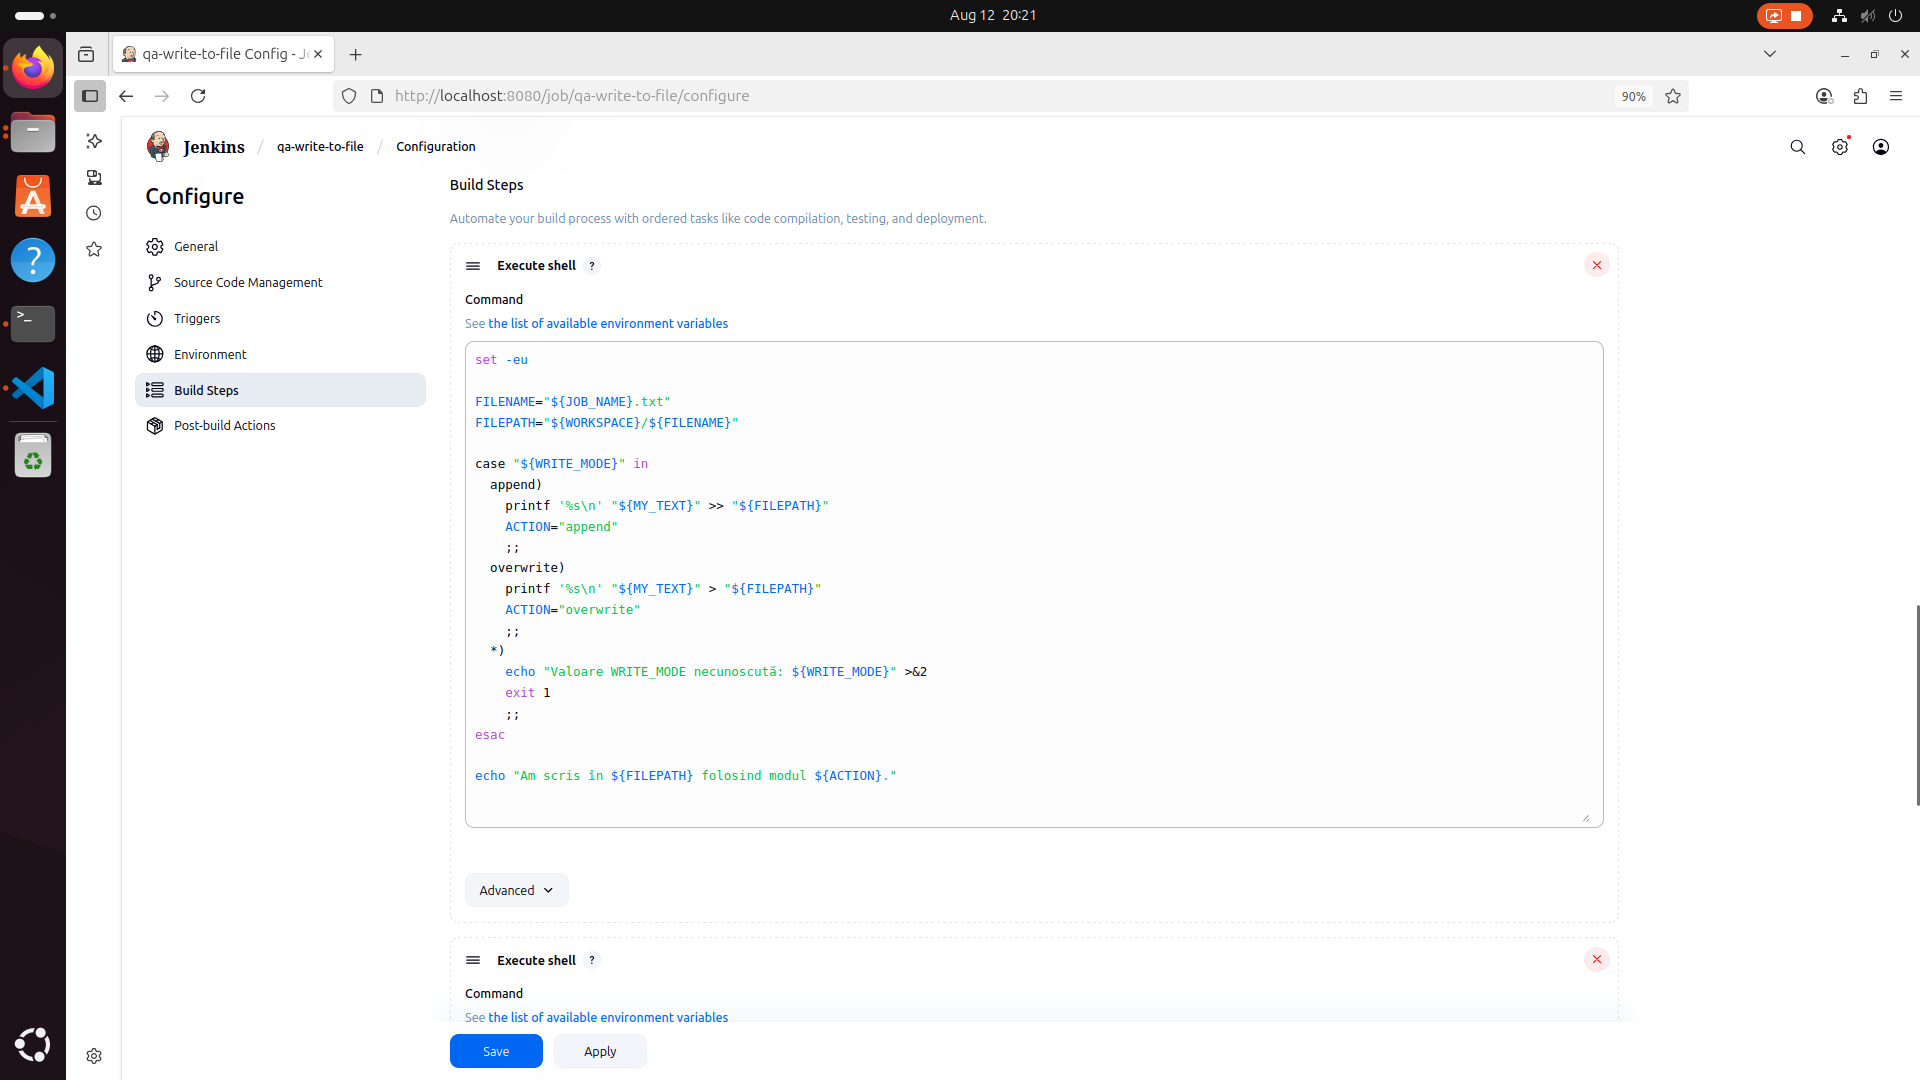 Aug 12 20:21
qa-write-to-file Config - Je
http://localhost:8080/job/qa-write-to-file/configure
90%
Jenkins / qa-write-to-file / Configuration
Configure
General
Source Code Management
Triggers
Environment
Build Steps
Post-build Actions
Build Steps
Automate your build process with ordered tasks like code compilation, testing, and deployment.
Execute shell ?
Command
See the list of available environment variables
set -eu
FILENAME="${JOB_NAME}.txt"
FILEPATH="${WORKSPACE}/${FILENAME}"
case "${WRITE_MODE}" in
append)
printf '%s\n' "${MY_TEXT}" >> "${FILEPATH}"
ACTION="append"
;;
overwrite)
printf '%s\n' "${MY_TEXT}" > "${FILEPATH}"
ACTION="overwrite"
;;
*)
echo "Valoare WRITE_MODE necunoscută: ${WRITE_MODE}" >&2
exit 1
;;
esac
echo "Am scris în ${FILEPATH} folosind modul ${ACTION}."
Advanced
Execute shell ?
Command
See the list of available environment variables
Save
Apply